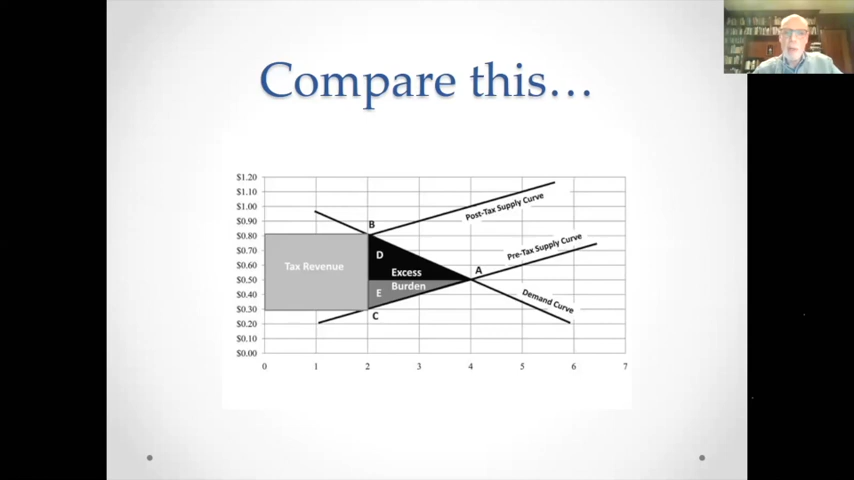 Compare this...
$1.20
$1.10
$1.00
$0.90
$0.80
$0.70
$0.60
$0.50
$0.40
$0.30
$0.20
$0.10
$0.00
0 1 2 3 4 5 6 7
Post-Tax Supply Curve
Pre-Tax Supply Curve
Demand Curve
B
D
A
Tax Revenue
Excess
Burden
E
C